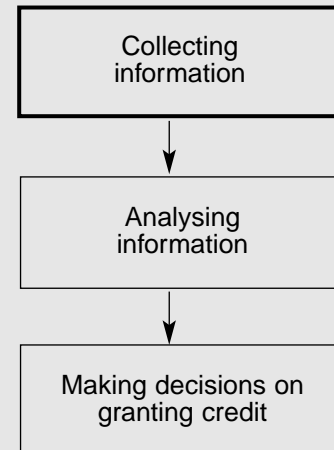 Collecting
information
Analysing
information
Making decisions on
granting credit